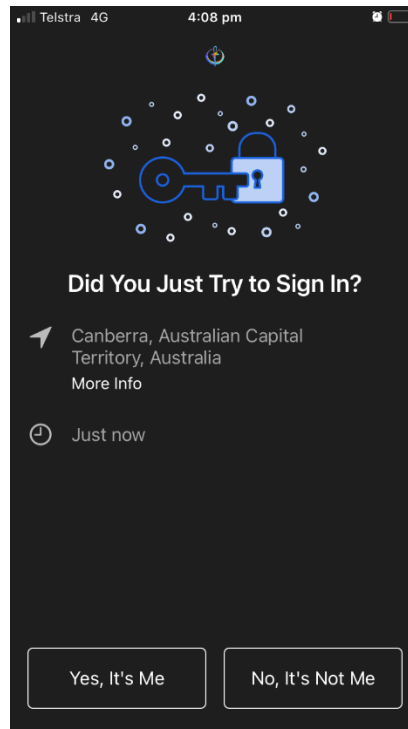 Telstra 4G 4:08 pm
Did You Just Try to Sign In?
Canberra, Australian Capital
Territory, Australia
More Info
Just now
Yes, It's Me No, It's Not Me